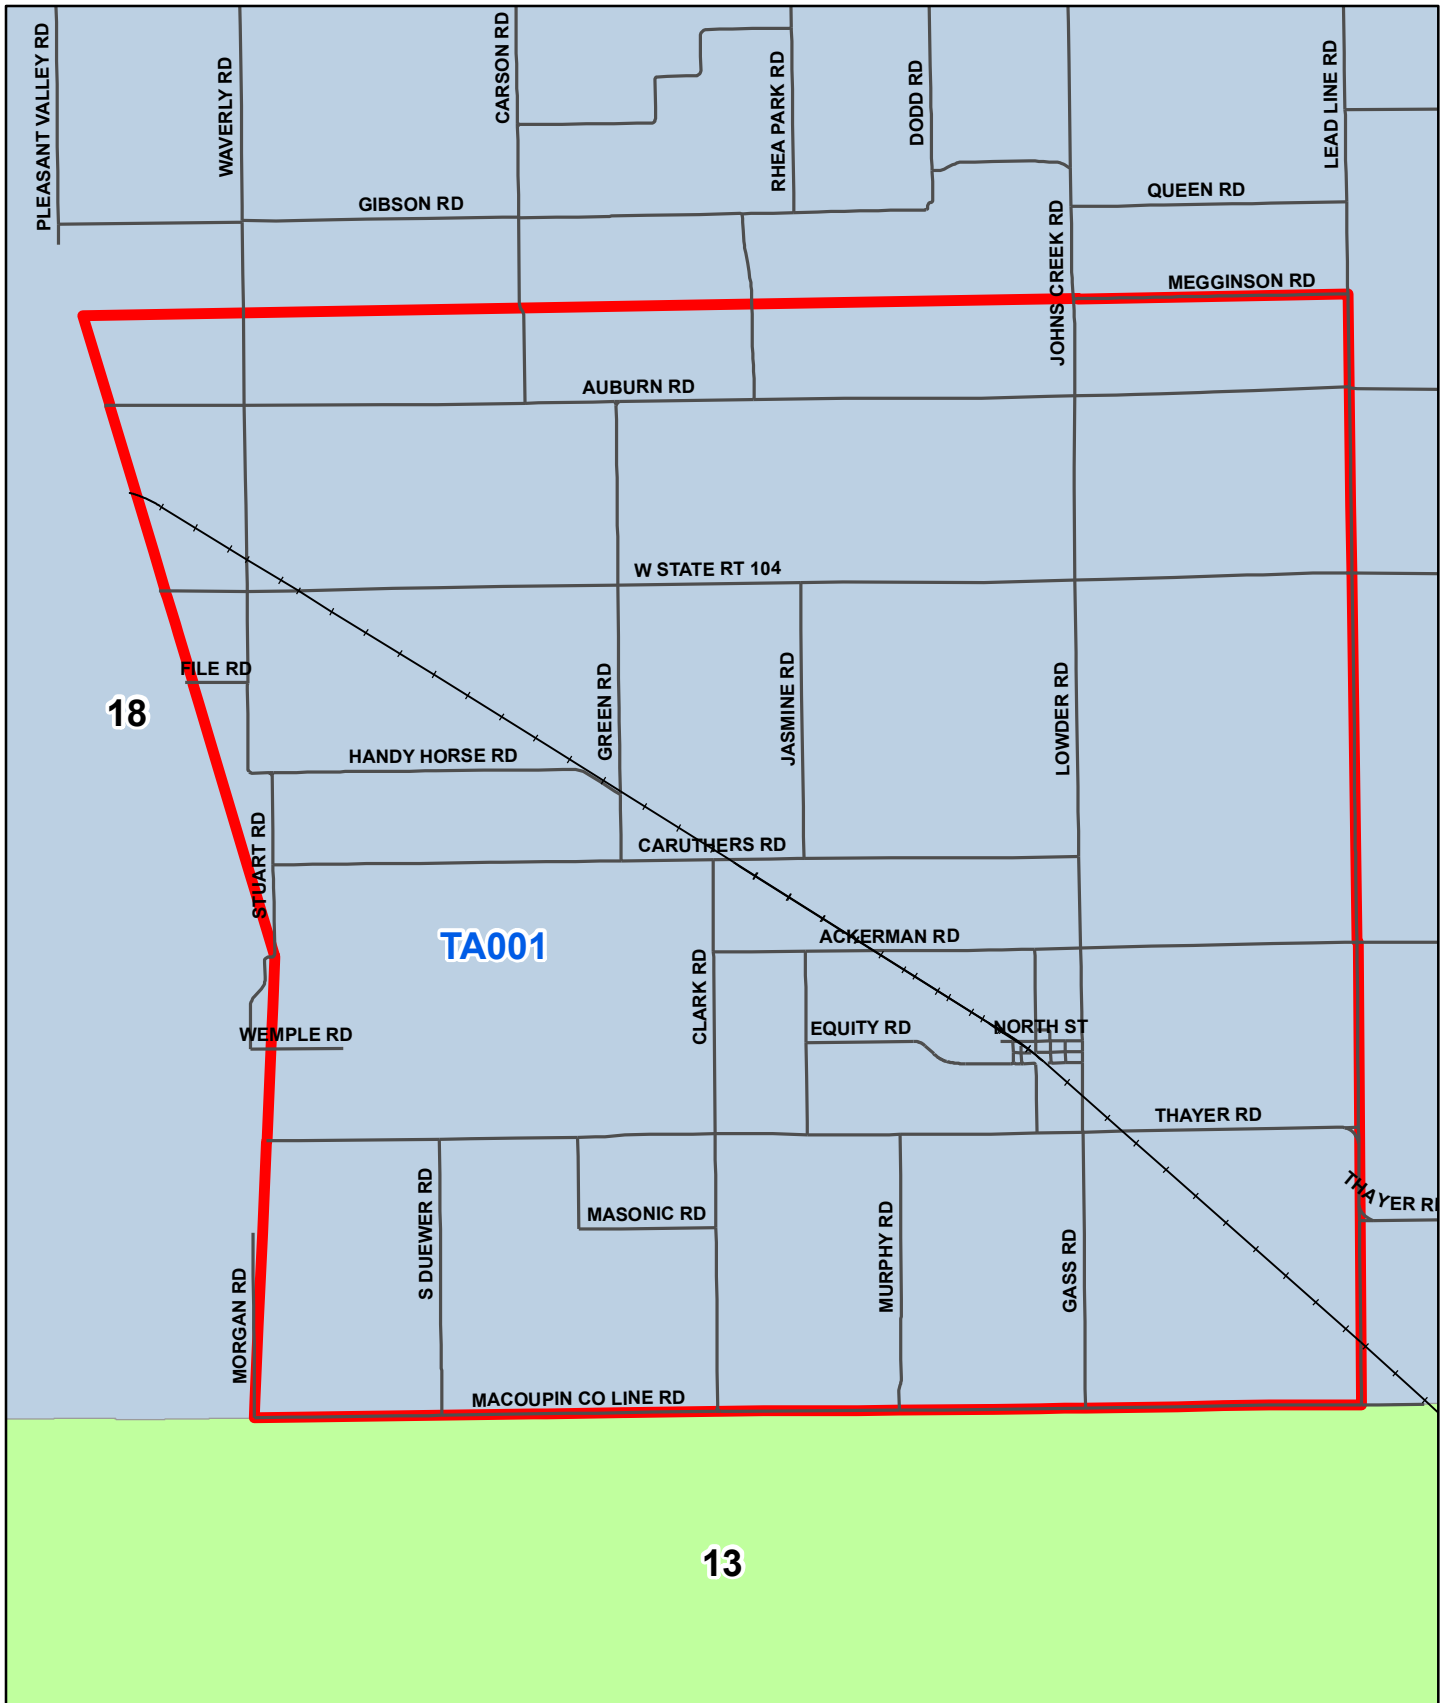 PLEASANT VALLEY RD
WAVERLY RD
CARSON RD
RHEA PARK RD
DODD RD
LEAD LINE RD
GIBSON RD
QUEEN RD
JOHNS CREEK RD
MEGGINSON RD
AUBURN RD
W STATE RT 104
FILE RD
18
GREEN RD
JASMINE RD
LOWDER RD
HANDY HORSE RD
STUART RD
CARUTHERS RD
TA001
ACKERMAN RD
CLARK RD
WEMPLE RD
EQUITY RD
NORTH ST
THAYER RD
THAYER R
S DUEWER RD
MASONIC RD
MURPHY RD
GASS RD
MORGAN RD
MACOUPIN CO LINE RD
13